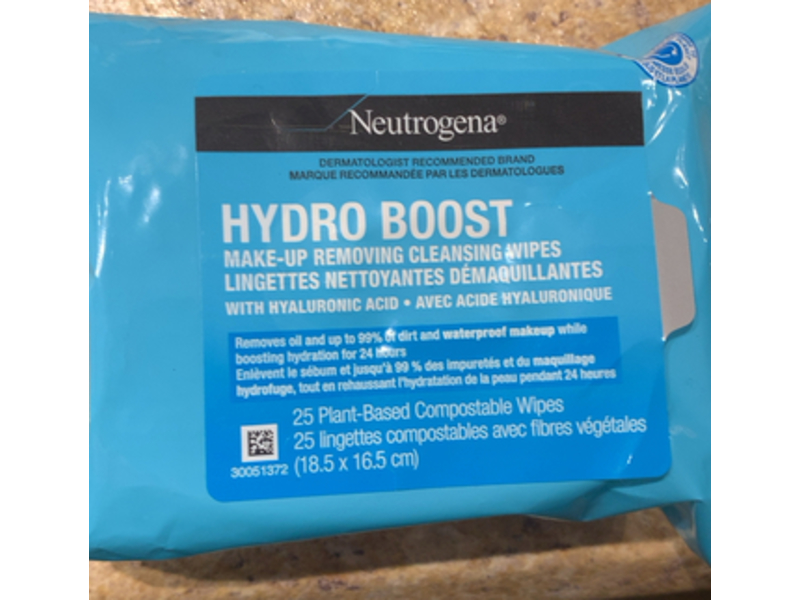 Neutrogena®
DERMATOLOGIST RECOMMENDED BRAND
MARQUE RECOMMANDÉE PAR LES DERMATOLOGUES
HYDRO BOOST
MAKE-UP REMOVING CLEANSING WIPES
LINGETTES NETTOYANTES DÉMAQUILLANTES
WITH HYALURONIC ACID • AVEC ACIDE HYALURONIQUE
Removes oil and up to 99% of dirt and waterproof makeup while
boosting hydration for 24 hours
Enlèvent le sébum et jusqu'à 99 % des impuretés et du maquillage
hydrofuge, tout en rehaussant l'hydratation de la peau pendant 24 heures
25 Plant-Based Compostable Wipes
25 lingettes compostables avec fibres végétales
30051372 (18.5 x 16.5 cm)